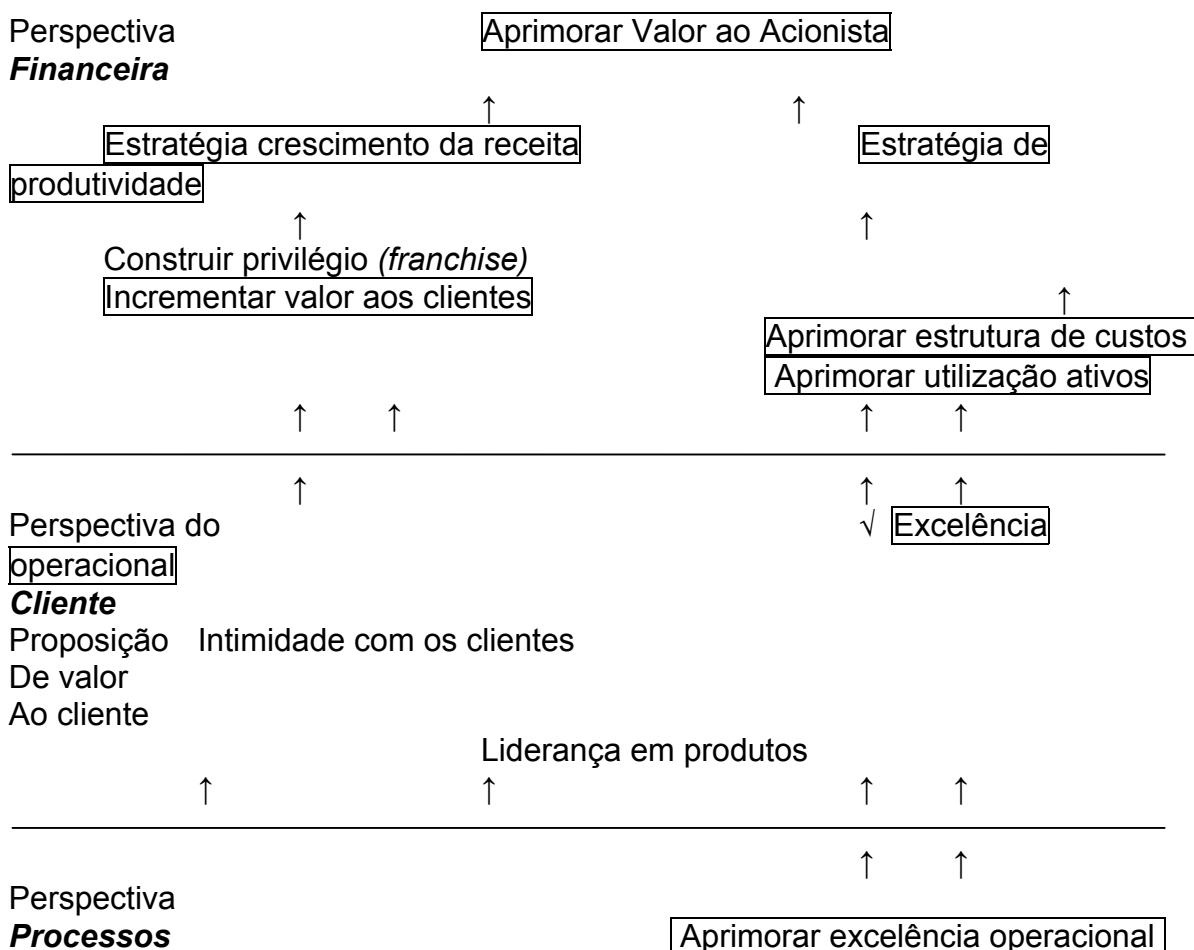 Perspectiva Aprimorar Valor ao Acionista
Financeira
↑ ↑
Estratégia crescimento da receita Estratégia de
produtividade
↑ ↑
Construir privilégio (franchise)
Incrementar valor aos clientes
↑
Aprimorar estrutura de custos
Aprimorar utilização ativos
↑ ↑ ↑ ↑
↑ ↑ ↑
Perspectiva do √ Excelência
operacional
Cliente
Proposição Intimidade com os clientes
De valor
Ao cliente
Liderança em produtos
↑ ↑ ↑ ↑
↑ ↑
Perspectiva
Processos Aprimorar excelência operacional